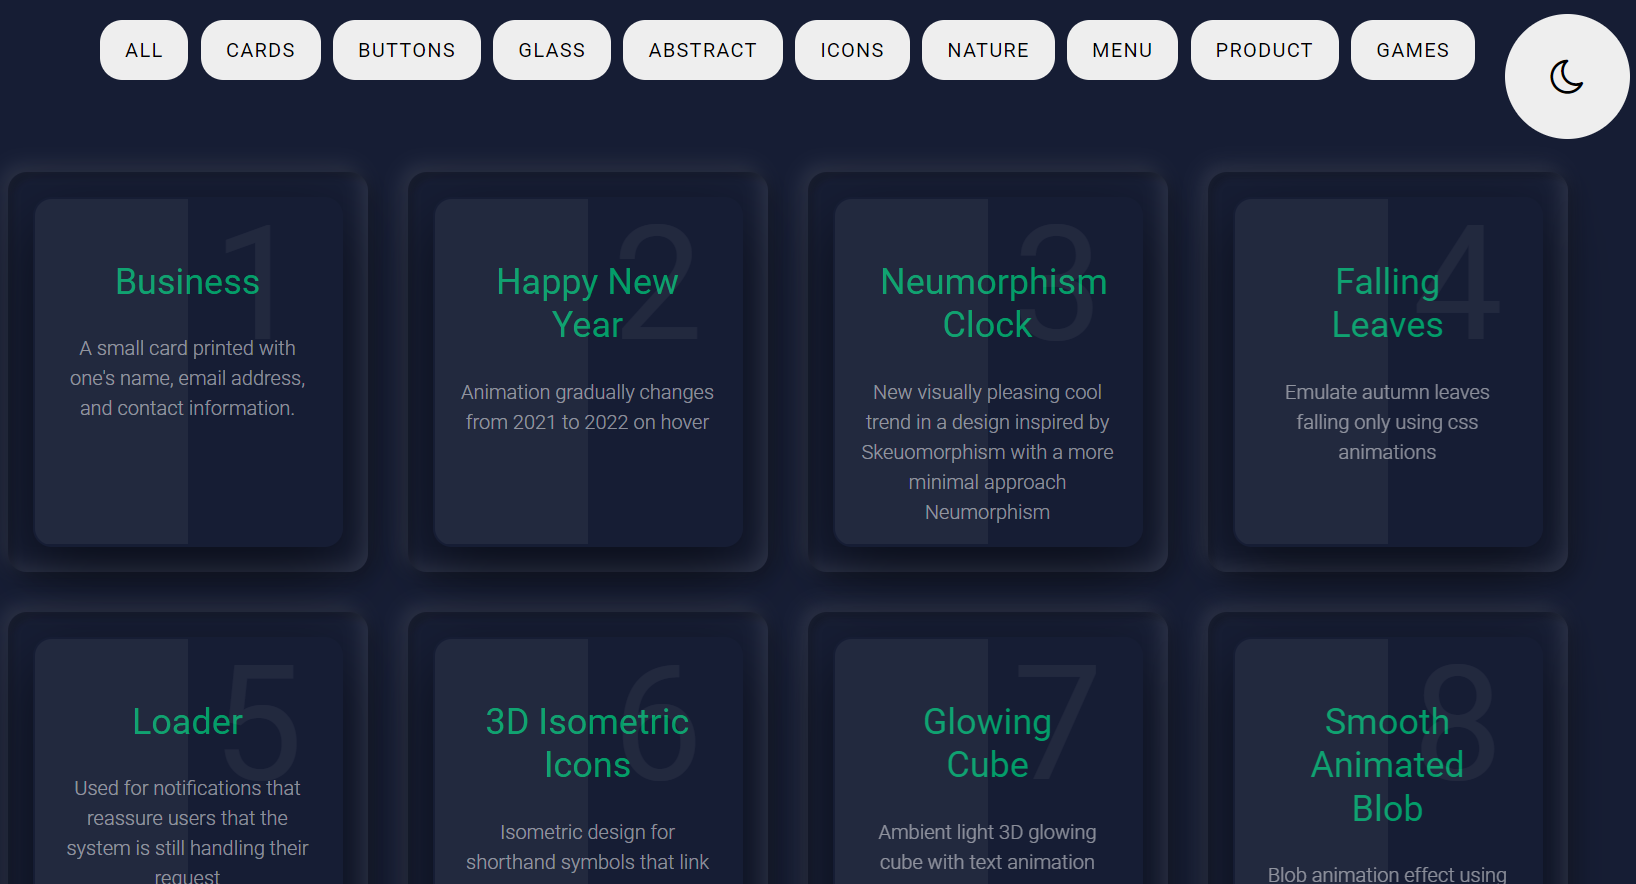 ALL
CARDS
BUTTONS
GLASS
ABSTRACT
ICONS
NATURE
MENU
PRODUCT
GAMES
1
Business
A small card printed with
one's name, email address,
and contact information.
2
Happy New
Year
Animation gradually changes
from 2021 to 2022 on hover
3
Neumorphism
Clock
New visually pleasing cool
trend in a design inspired by
Skeuomorphism with a more
minimal approach
Neumorphism
4
Falling
Leaves
Emulate autumn leaves
falling only using css
animations
5
Loader
Used for notifications that
reassure users that the
system is still handling their
request
6
3D Isometric
Icons
Isometric design for
shorthand symbols that link
7
Glowing
Cube
Ambient light 3D glowing
cube with text animation
8
Smooth
Animated
Blob
Blob animation effect using